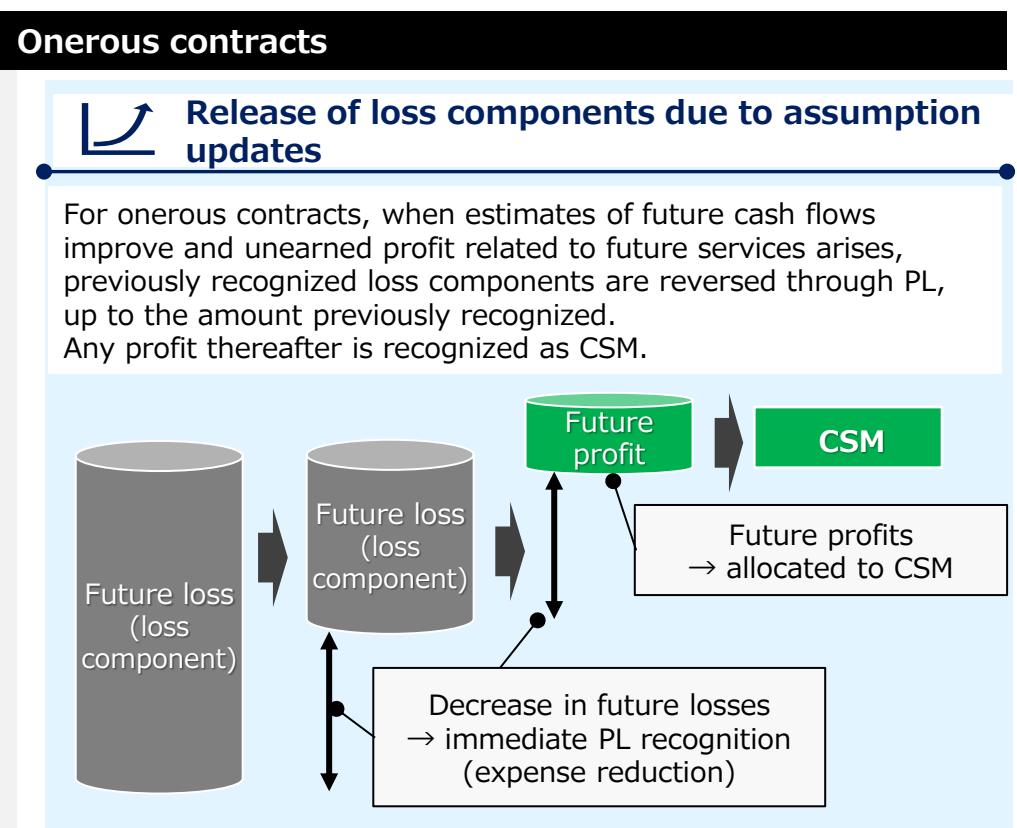 Onerous contracts
Release of loss components due to assumption
updates
For onerous contracts, when estimates of future cash flows
improve and unearned profit related to future services arises,
previously recognized loss components are reversed through PL,
up to the amount previously recognized.
Any profit thereafter is recognized as CSM.
Future loss
(loss
component)
Future loss
(loss
component)
Future
profit
CSM
Future profits
→ allocated to CSM
Decrease in future losses
→ immediate PL recognition
(expense reduction)